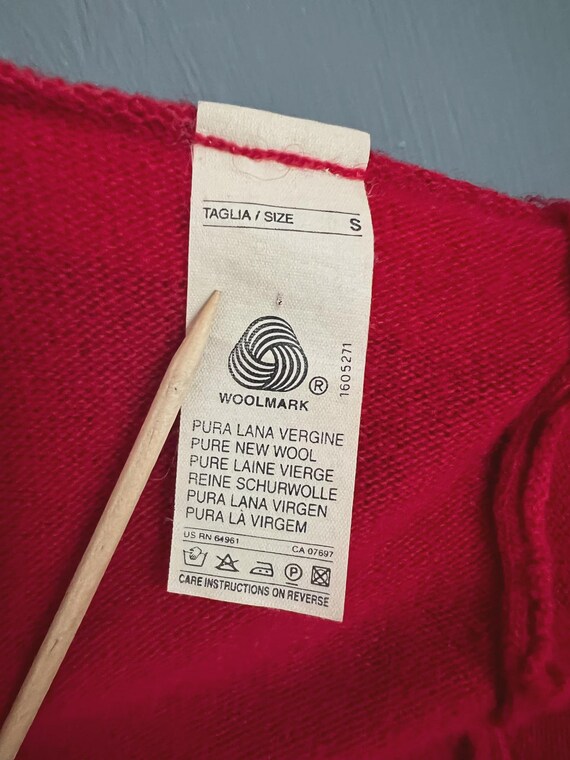 TAGLIA / SIZE S
1605271
®
WOOLMARK
PURA LANA VERGINE
PURE NEW WOOL
PURE LAINE VIERGE
REINE SCHURWOLLE
PURA LANA VIRGEN
PURA LÀ VIRGEM
US RN 64961 CA 07697
P
CARE INSTRUCTIONS ON REVERSE